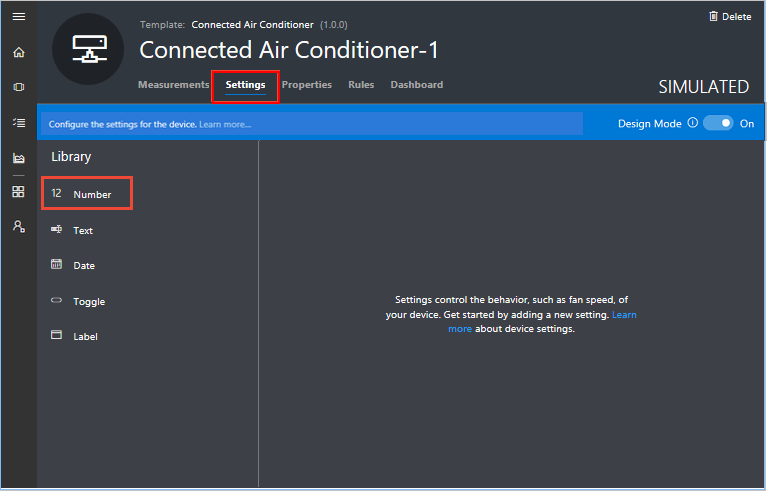 Template: Connected Air Conditioner (1.0.0)
Delete
Connected Air Conditioner-1
Measurements Settings Properties Rules Dashboard
SIMULATED
Configure the settings for the device. Learn more...
Design Mode On
Library
12 Number
Text
Date
Toggle
Label
Settings control the behavior, such as fan speed, of
your device. Get started by adding a new setting. Learn
more about device settings.